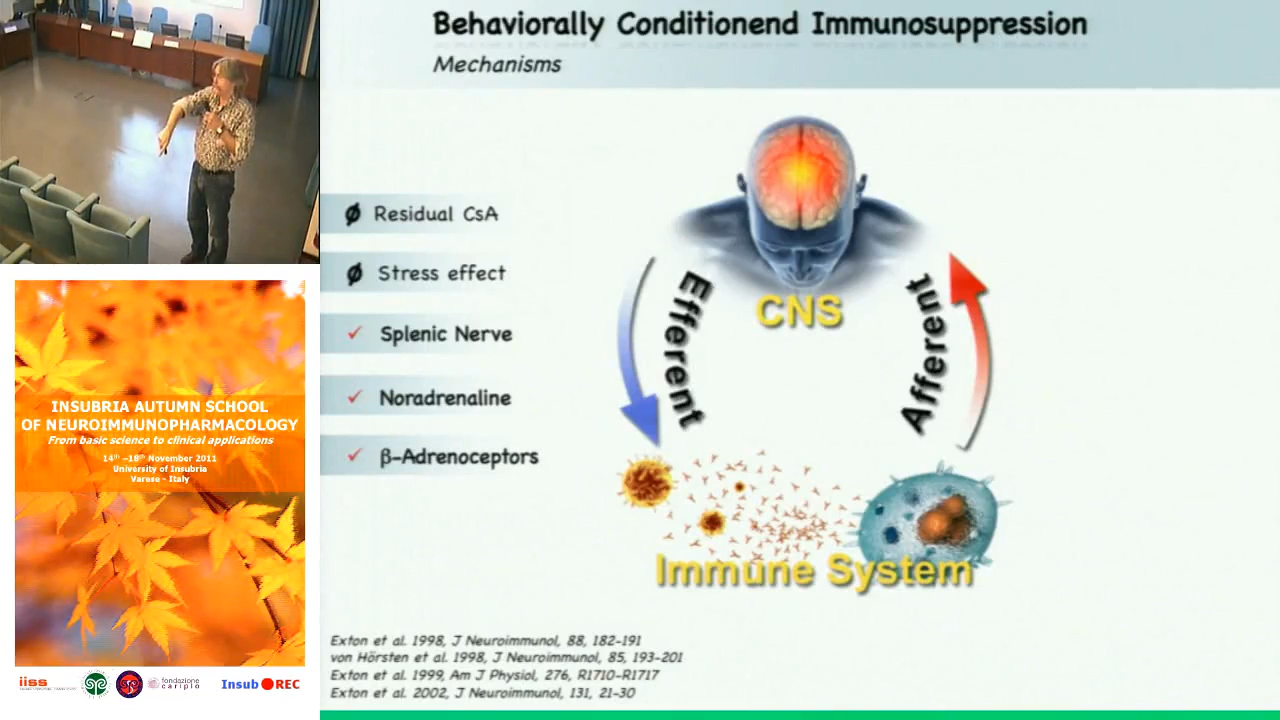 Behaviorally Conditionend Immunosuppression
Mechanisms
Ø Residual CsA
Ø Stress effect
✓ Splenic Nerve
✓ Noradrenaline
✓ β-Adrenoceptors
CNS
Efferent
Afferent
Immune System
Exton et al. 1998, J Neuroimmunol, 88, 182-191
von Hörsten et al. 1998, J Neuroimmunol, 85, 193-201
Exton et al. 1999, Am J Physiol, 276, R1710-R1717
Exton et al. 2002, J Neuroimmunol, 131, 21-30
INSUBRIA AUTUMN SCHOOL
OF NEUROIMMUNOPHARMACOLOGY
From basic science to clinical applications
14th -18th November 2011
University of Insubria
Varese - Italy
iiss
fondazione
cariplo
Insub REC